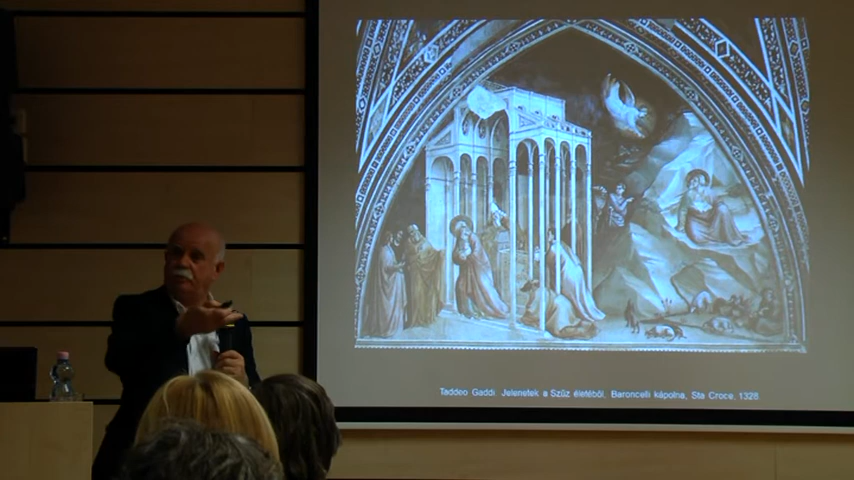 Taddeo Gaddi. Jelenetek a Szűz életéből. Baroncelli kápolna, Sta Croce. 1328